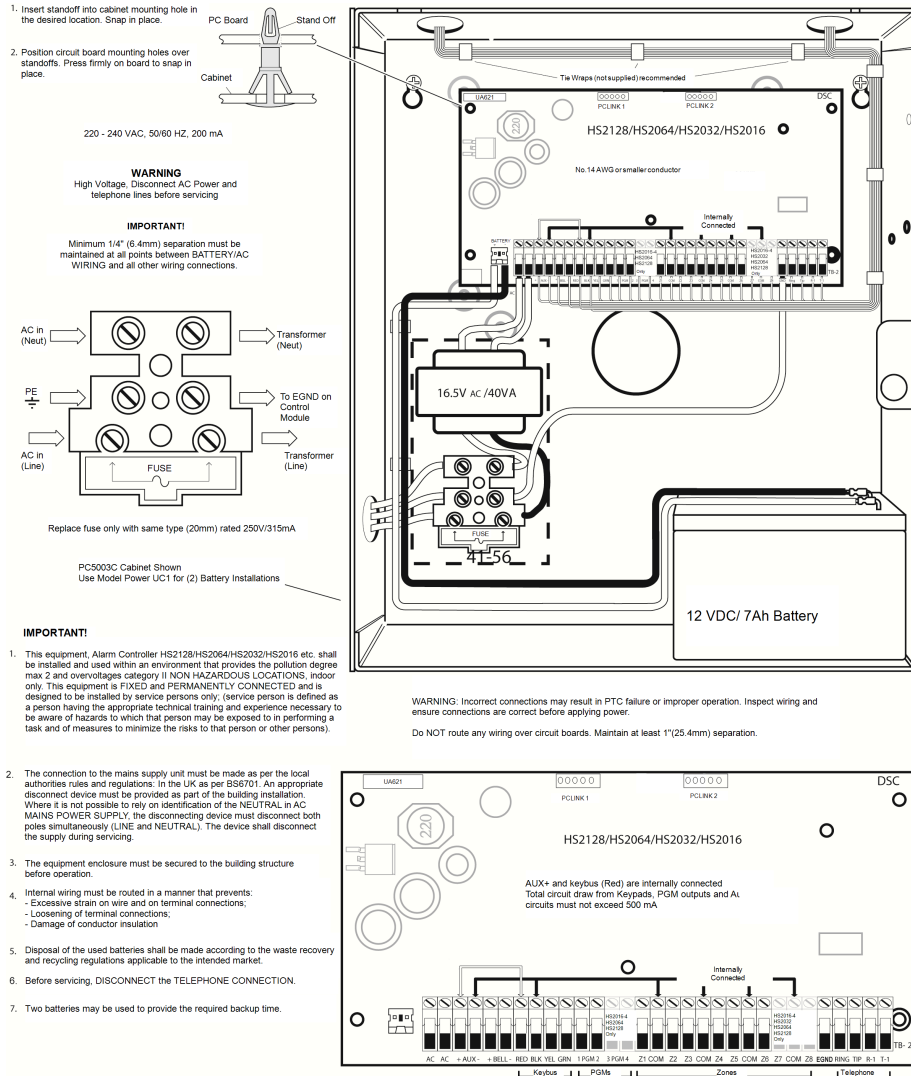 1. Insert standoff into cabinet mounting hole in
the desired location. Snap in place.
PC Board
Stand Off
2. Position circuit board mounting holes over
standoffs. Press firmly on board to snap in
place.
Cabinet
220 - 240 VAC, 50/60 HZ, 200 mA
WARNING
High Voltage, Disconnect AC Power and
telephone lines before servicing
IMPORTANT!
Minimum 1/4" (6.4mm) separation must be
maintained at all points between BATTERY/AC
WIRING and all other wiring connections.
AC in
(Neut)
Transformer
(Neut)
PE
To EGND on
Control
Module
AC in
(Line)
Transformer
(Line)
FUSE
Replace fuse only with same type (20mm) rated 250V/315mA
PC5003C Cabinet Shown
Use Model Power UC1 for (2) Battery Installations
Tie Wraps (not supplied) recommended
UA621
PCLINK 1
PCLINK 2
DSC
220
HS2128/HS2064/HS2032/HS2016
No.14 AWG or smaller conductor
Internally
Connected
BATTERY
HS2016-4
HS2064
HS2128
Only
HS2016-4
HS2032
HS2064
HS2128
Only
TB-2
16.5V AC /40VA
FUSE
41-56
12 VDC/ 7Ah Battery
IMPORTANT!
1. This equipment, Alarm Controller HS2128/HS2064/HS2032/HS2016 etc. shall
be installed and used within an environment that provides the pollution degree
max 2 and overvoltages category II NON HAZARDOUS LOCATIONS, indoor
only. This equipment is FIXED and PERMANENTLY CONNECTED and is
designed to be installed by service persons only; (service person is defined as
a person having the appropriate technical training and experience necessary to
be aware of hazards to which that person may be exposed to in performing a
task and of measures to minimize the risks to that person or other persons).
WARNING: Incorrect connections may result in PTC failure or improper operation. Inspect wiring and
ensure connections are correct before applying power.
Do NOT route any wiring over circuit boards. Maintain at least 1"(25.4mm) separation.
2. The connection to the mains supply unit must be made as per the local
authorities rules and regulations: In the UK as per BS6701. An appropriate
disconnect device must be provided as part of the building installation.
Where it is not possible to rely on identification of the NEUTRAL in AC
MAINS POWER SUPPLY, the disconnecting device must disconnect both
poles simultaneously (LINE and NEUTRAL). The device shall disconnect
the supply during servicing.
3. The equipment enclosure must be secured to the building structure
before operation.
4. Internal wiring must be routed in a manner that prevents:
- Excessive strain on wire and on terminal connections;
- Loosening of terminal connections;
- Damage of conductor insulation
5. Disposal of the used batteries shall be made according to the waste recovery
and recycling regulations applicable to the intended market.
6. Before servicing, DISCONNECT the TELEPHONE CONNECTION.
7. Two batteries may be used to provide the required backup time.
UA621
PCLINK 1
PCLINK 2
DSC
220
HS2128/HS2064/HS2032/HS2016
AUX+ and keybus (Red) are internally connected
Total circuit draw from Keypads, PGM outputs and Au
circuits must not exceed 500 mA
Internally
Connected
HS2016-4
HS2032
HS2064
HS2128
Only
HS2016-4
HS2032
HS2064
HS2128
Only
TB- 2
AC AC + AUX - + BELL - RED BLK YEL GRN 1 PGM 2 3 PGM 4 Z1 COM Z2 Z3 COM Z4 Z5 COM Z6 Z7 COM Z8 EGND RING TIP R-1 T-1
Keybus PGMs Zones Telephone